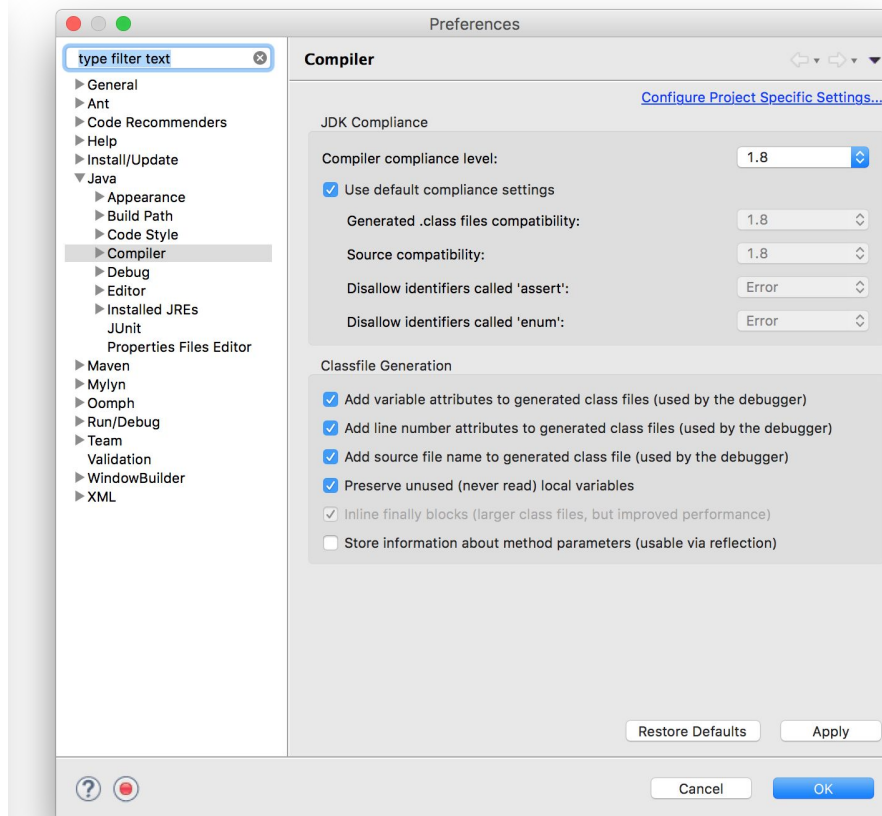 Preferences
type filter text
General
Ant
Code Recommenders
Help
Install/Update
Java
Appearance
Build Path
Code Style
Compiler
Debug
Editor
Installed JREs
JUnit
Properties Files Editor
Maven
Mylyn
Oomph
Run/Debug
Team
Validation
WindowBuilder
XML
Compiler
Configure Project Specific Settings...
JDK Compliance
Compiler compliance level: 1.8
Use default compliance settings
Generated .class files compatibility: 1.8
Source compatibility: 1.8
Disallow identifiers called 'assert': Error
Disallow identifiers called 'enum': Error
Classfile Generation
Add variable attributes to generated class files (used by the debugger)
Add line number attributes to generated class files (used by the debugger)
Add source file name to generated class file (used by the debugger)
Preserve unused (never read) local variables
Inline finally blocks (larger class files, but improved performance)
Store information about method parameters (usable via reflection)
Restore Defaults Apply
? Cancel OK